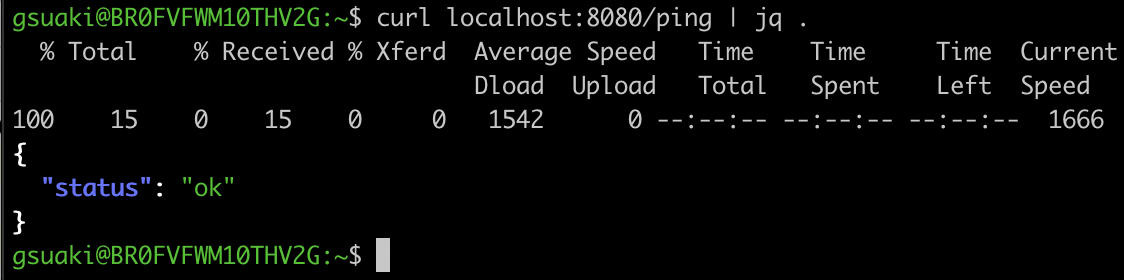 gsuaki@BR0FVFWM10THV2G:~$ curl localhost:8080/ping | jq .
  % Total    % Received % Xferd  Average Speed   Time    Time     Time  Current
                                 Dload  Upload   Total   Spent    Left  Speed
100    15    0    15    0     0   1542      0 --:--:-- --:--:-- --:--:--  1666
{
  "status": "ok"
}
gsuaki@BR0FVFWM10THV2G:~$